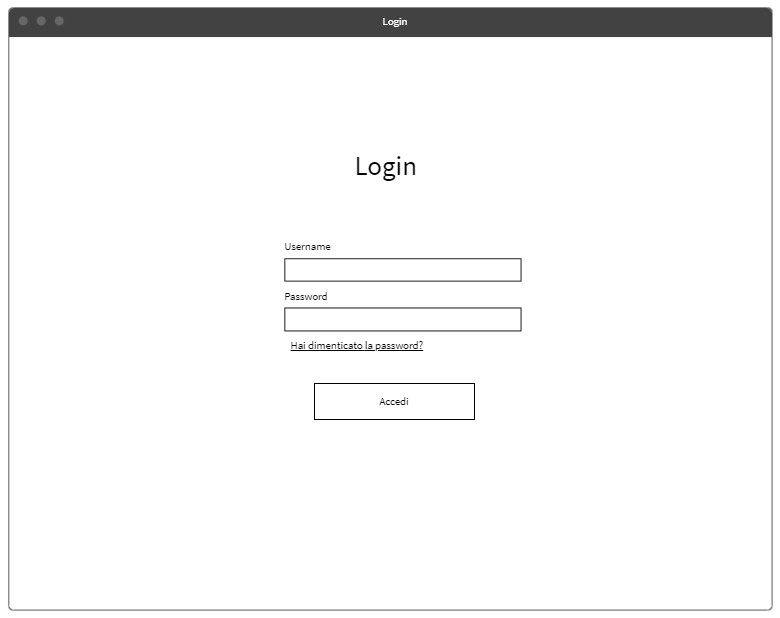 Login
Login
Username
Password
Hai dimenticato la password?
Accedi